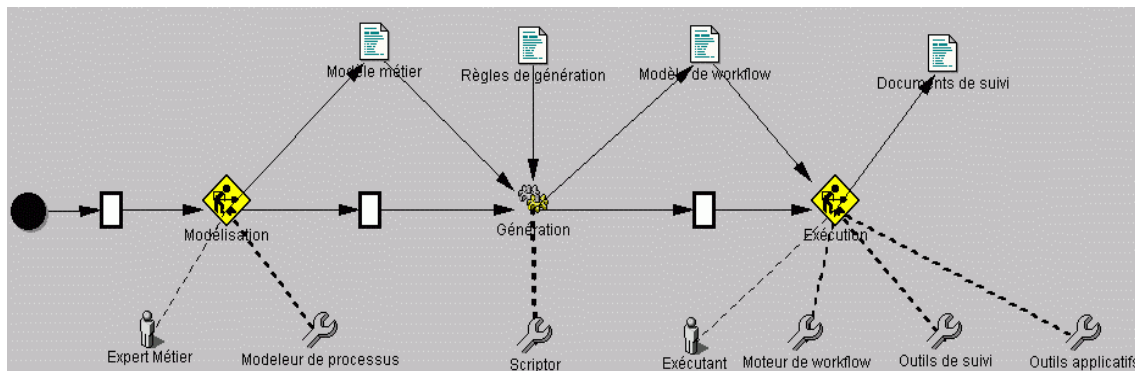 Modèle métier
Règles de génération
Modèle de workflow
Documents de suivi
Modélisation
Génération
Exécution
Expert Métier
Modeleur de processus
Scriptor
Exécutant
Moteur de workflow
Outils de suivi
Outils applicatifs